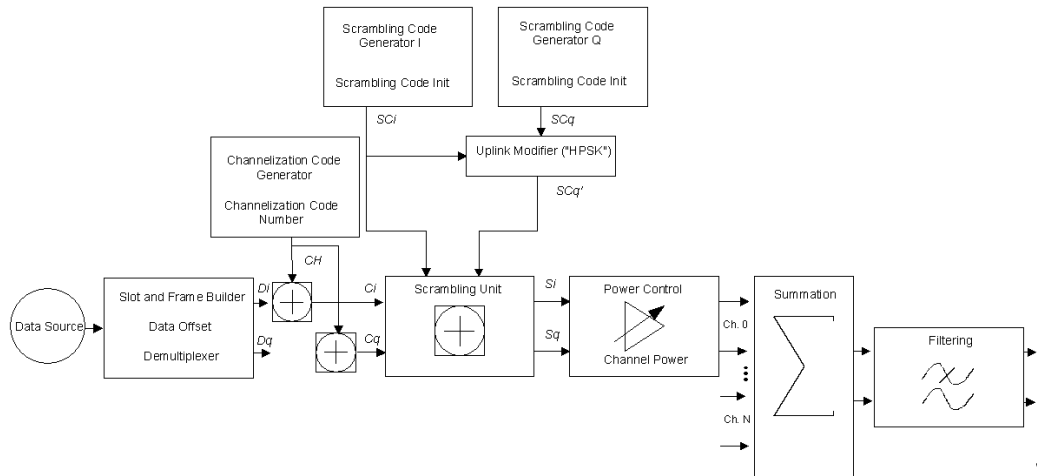 Scrambling Code
Generator I
Scrambling Code Init
Scrambling Code
Generator Q
Scrambling Code Init
SCi
SCq
Uplink Modifier ("HPSK")
SCq'
Channelization Code
Generator
Channelization Code
Number
CH
Data Source
Slot and Frame Builder
Data Offset
Demultiplexer
Di
Dq
Ci
Cq
Scrambling Unit
Si
Sq
Power Control
Channel Power
Ch. 0
Ch. N
Summation
Filtering